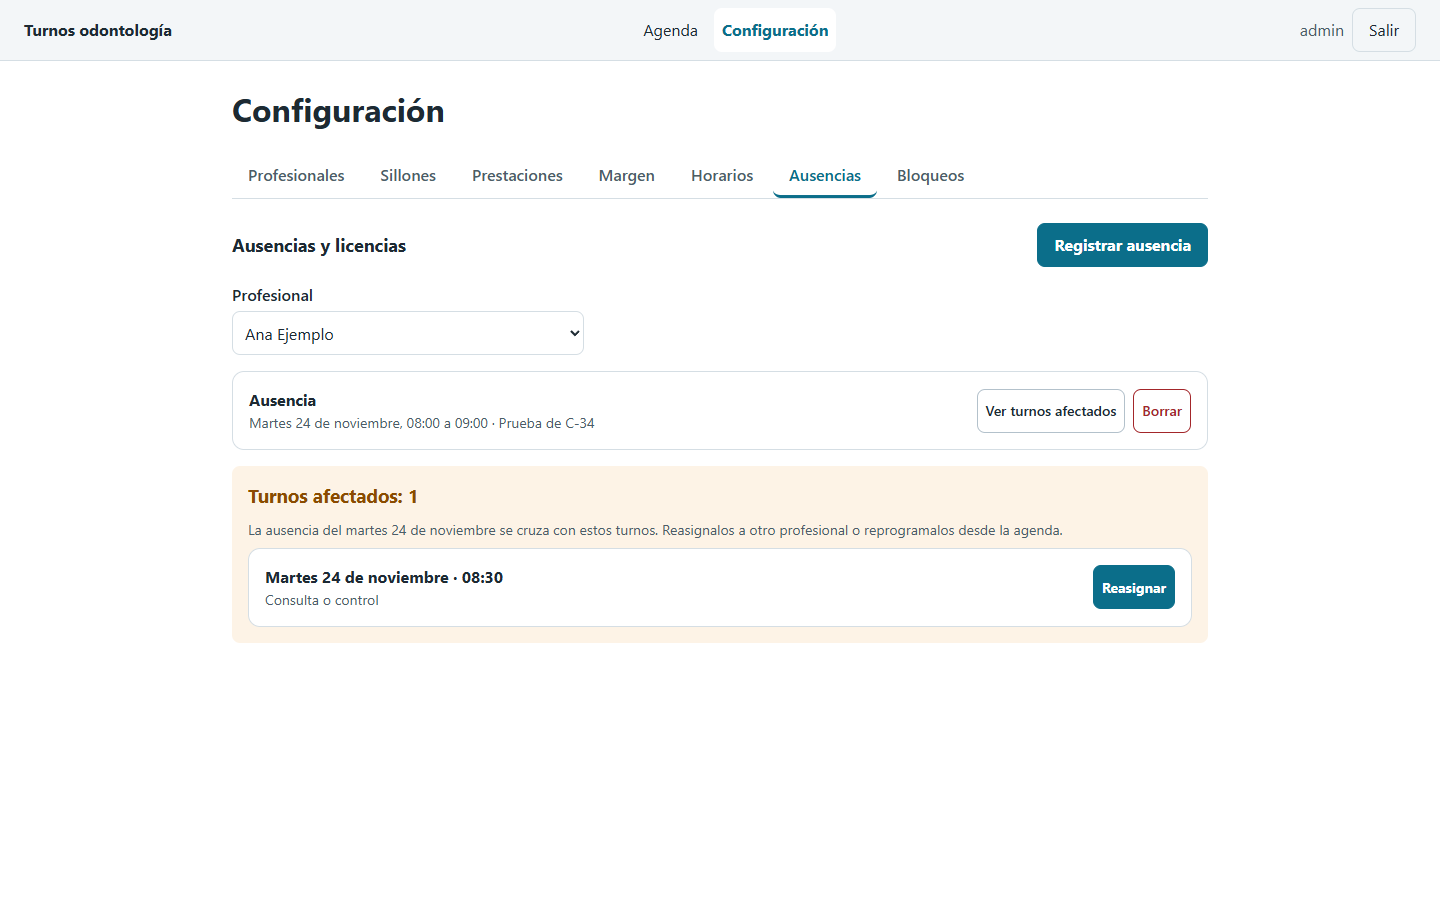 Turnos odontología
Agenda
Configuración
admin
Salir
Configuración
Profesionales
Sillones
Prestaciones
Margen
Horarios
Ausencias
Bloqueos
Ausencias y licencias
Registrar ausencia
Profesional
Ana Ejemplo
Ausencia
Martes 24 de noviembre, 08:00 a 09:00 · Prueba de C-34
Ver turnos afectados
Borrar
Turnos afectados: 1
La ausencia del martes 24 de noviembre se cruza con estos turnos. Reasignalos a otro profesional o reprogramalos desde la agenda.
Martes 24 de noviembre · 08:30
Consulta o control
Reasignar